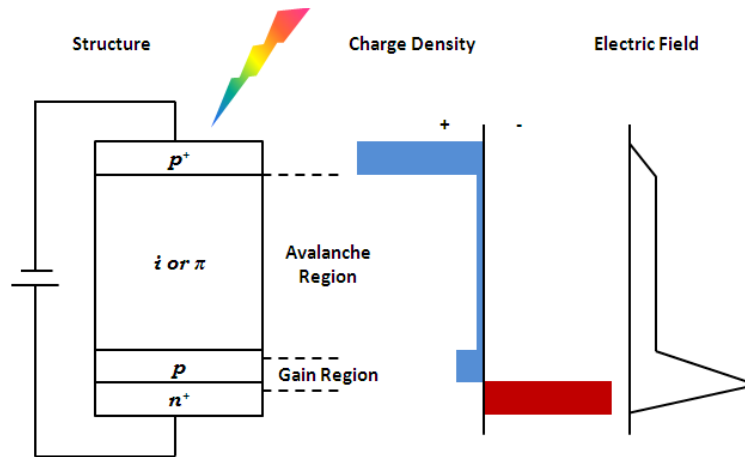 Structure
Charge Density
Electric Field
+ -
p+
i or π
Avalanche
Region
p
Gain Region
n+